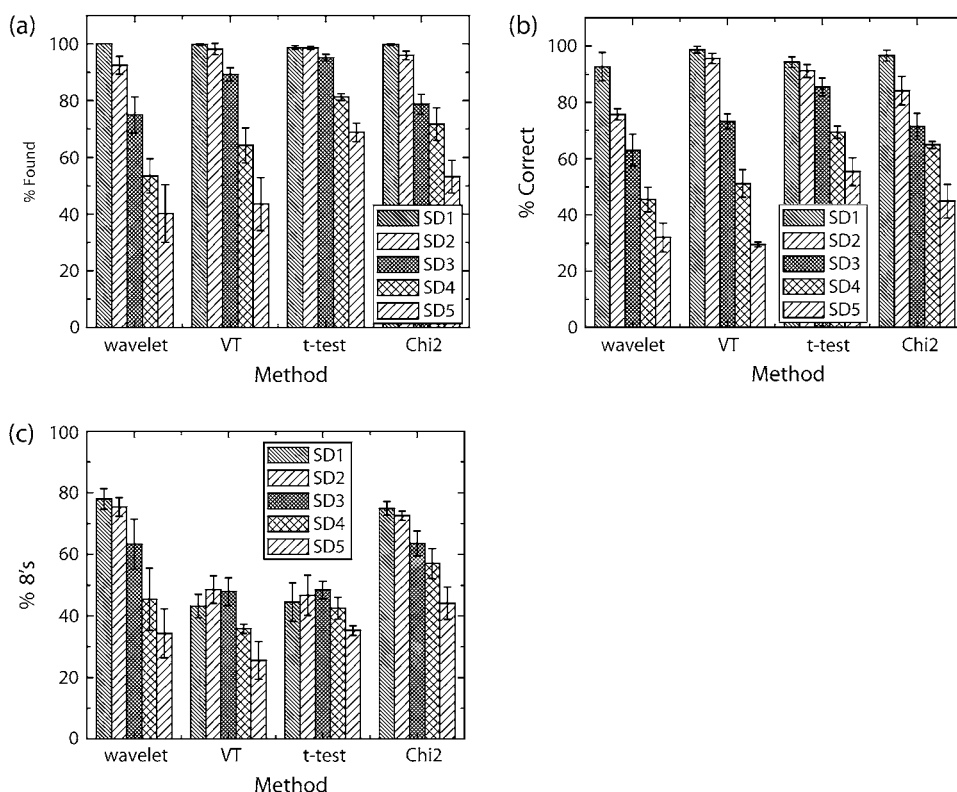 (a)
100
80
60
40
20
0
% Found
SD1
SD2
SD3
SD4
SD5
wavelet VT t-test Chi2
Method
(b)
100
80
60
40
20
0
% Correct
SD1
SD2
SD3
SD4
SD5
wavelet VT t-test Chi2
Method
(c)
100
80
60
40
20
0
% 8's
SD1
SD2
SD3
SD4
SD5
wavelet VT t-test Chi2
Method